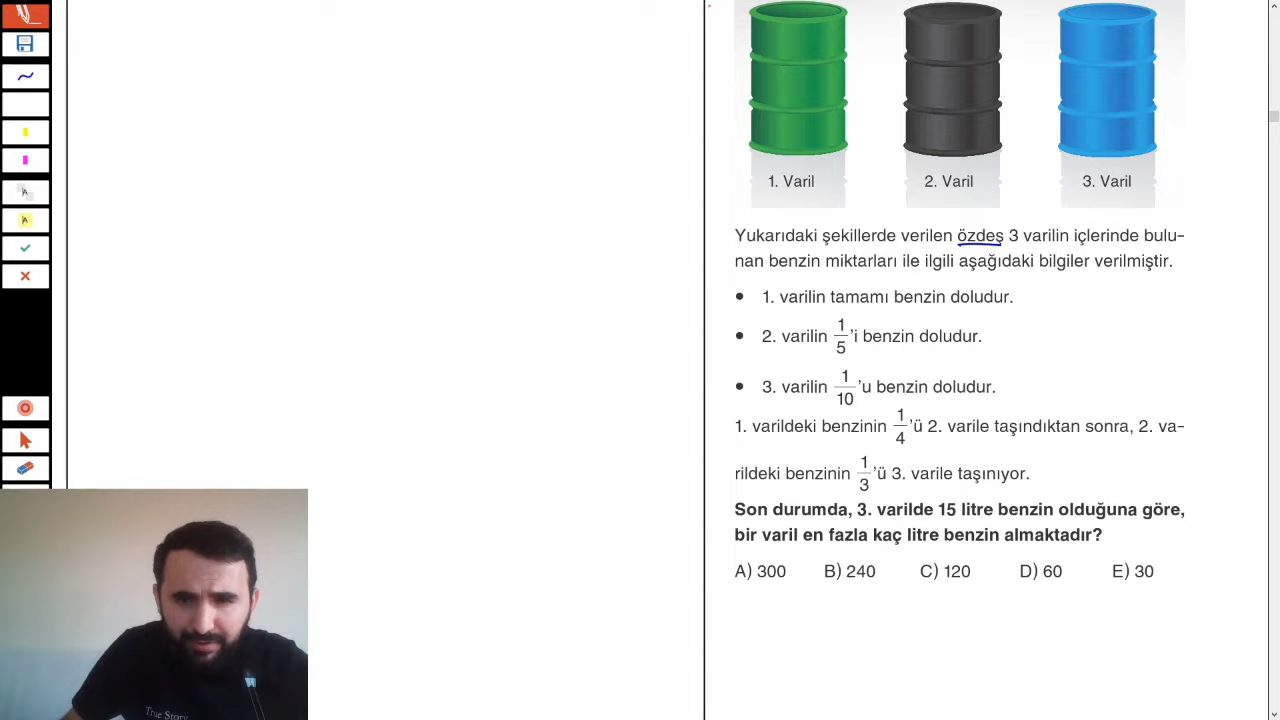 1. Varil 2. Varil 3. Varil
Yukarıdaki şekillerde verilen özdeş 3 varilin içlerinde bulu-
nan benzin miktarları ile ilgili aşağıdaki bilgiler verilmiştir.
• 1. varilin tamamı benzin doludur.
• 2. varilin 1/5'i benzin doludur.
• 3. varilin 1/10'u benzin doludur.
1. varildeki benzinin 1/4'ü 2. varile taşındıktan sonra, 2. va-
rildeki benzinin 1/3'ü 3. varile taşınıyor.
Son durumda, 3. varilde 15 litre benzin olduğuna göre,
bir varil en fazla kaç litre benzin almaktadır?
A) 300 B) 240 C) 120 D) 60 E) 30
A
A
True Stori